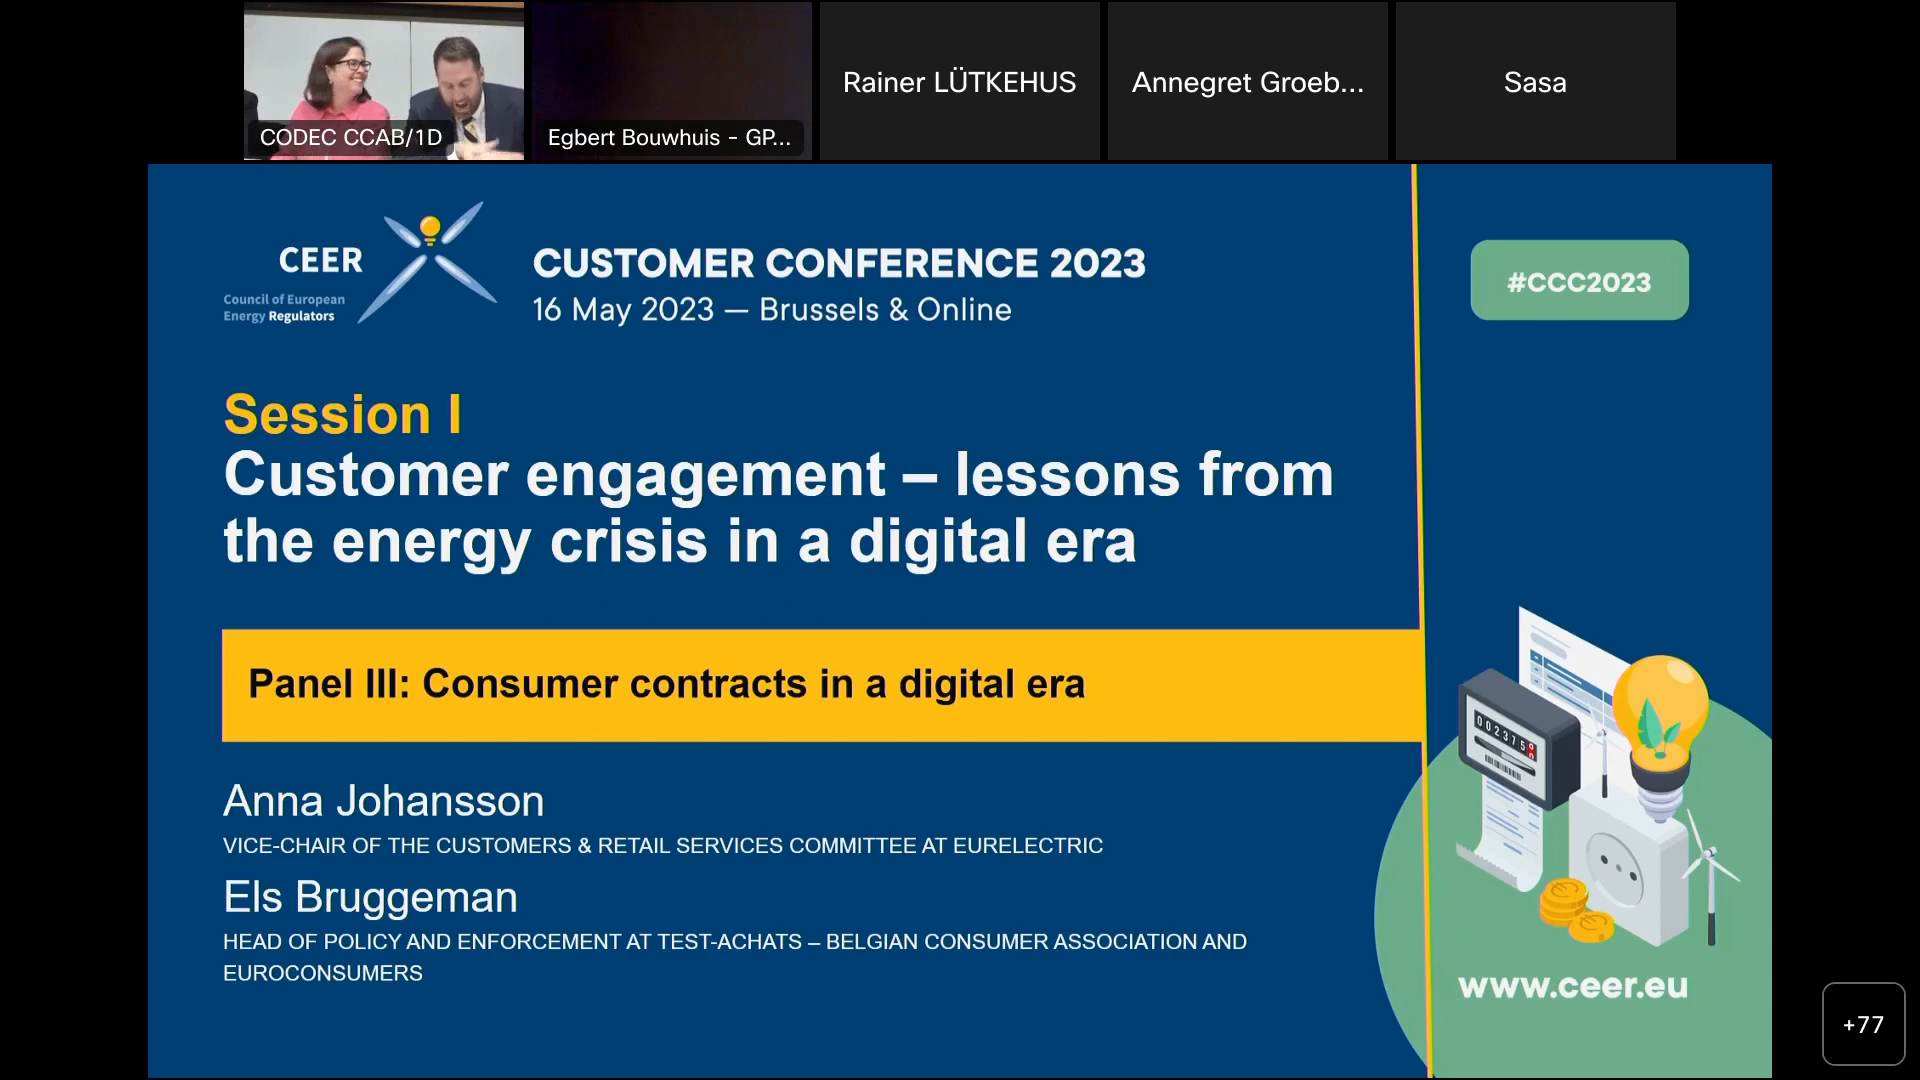 CODEC CCAB/1D
Egbert Bouwhuis - GP...
Rainer LÜTKEHUS
Annegret Groeb...
Sasa
CEER
Council of European
Energy Regulators
CUSTOMER CONFERENCE 2023
16 May 2023 — Brussels & Online
#CCC2023
Session I
Customer engagement – lessons from
the energy crisis in a digital era
Panel III: Consumer contracts in a digital era
Anna Johansson
VICE-CHAIR OF THE CUSTOMERS & RETAIL SERVICES COMMITTEE AT EURELECTRIC
Els Bruggeman
HEAD OF POLICY AND ENFORCEMENT AT TEST-ACHATS – BELGIAN CONSUMER ASSOCIATION AND
EUROCONSUMERS
www.ceer.eu
+77